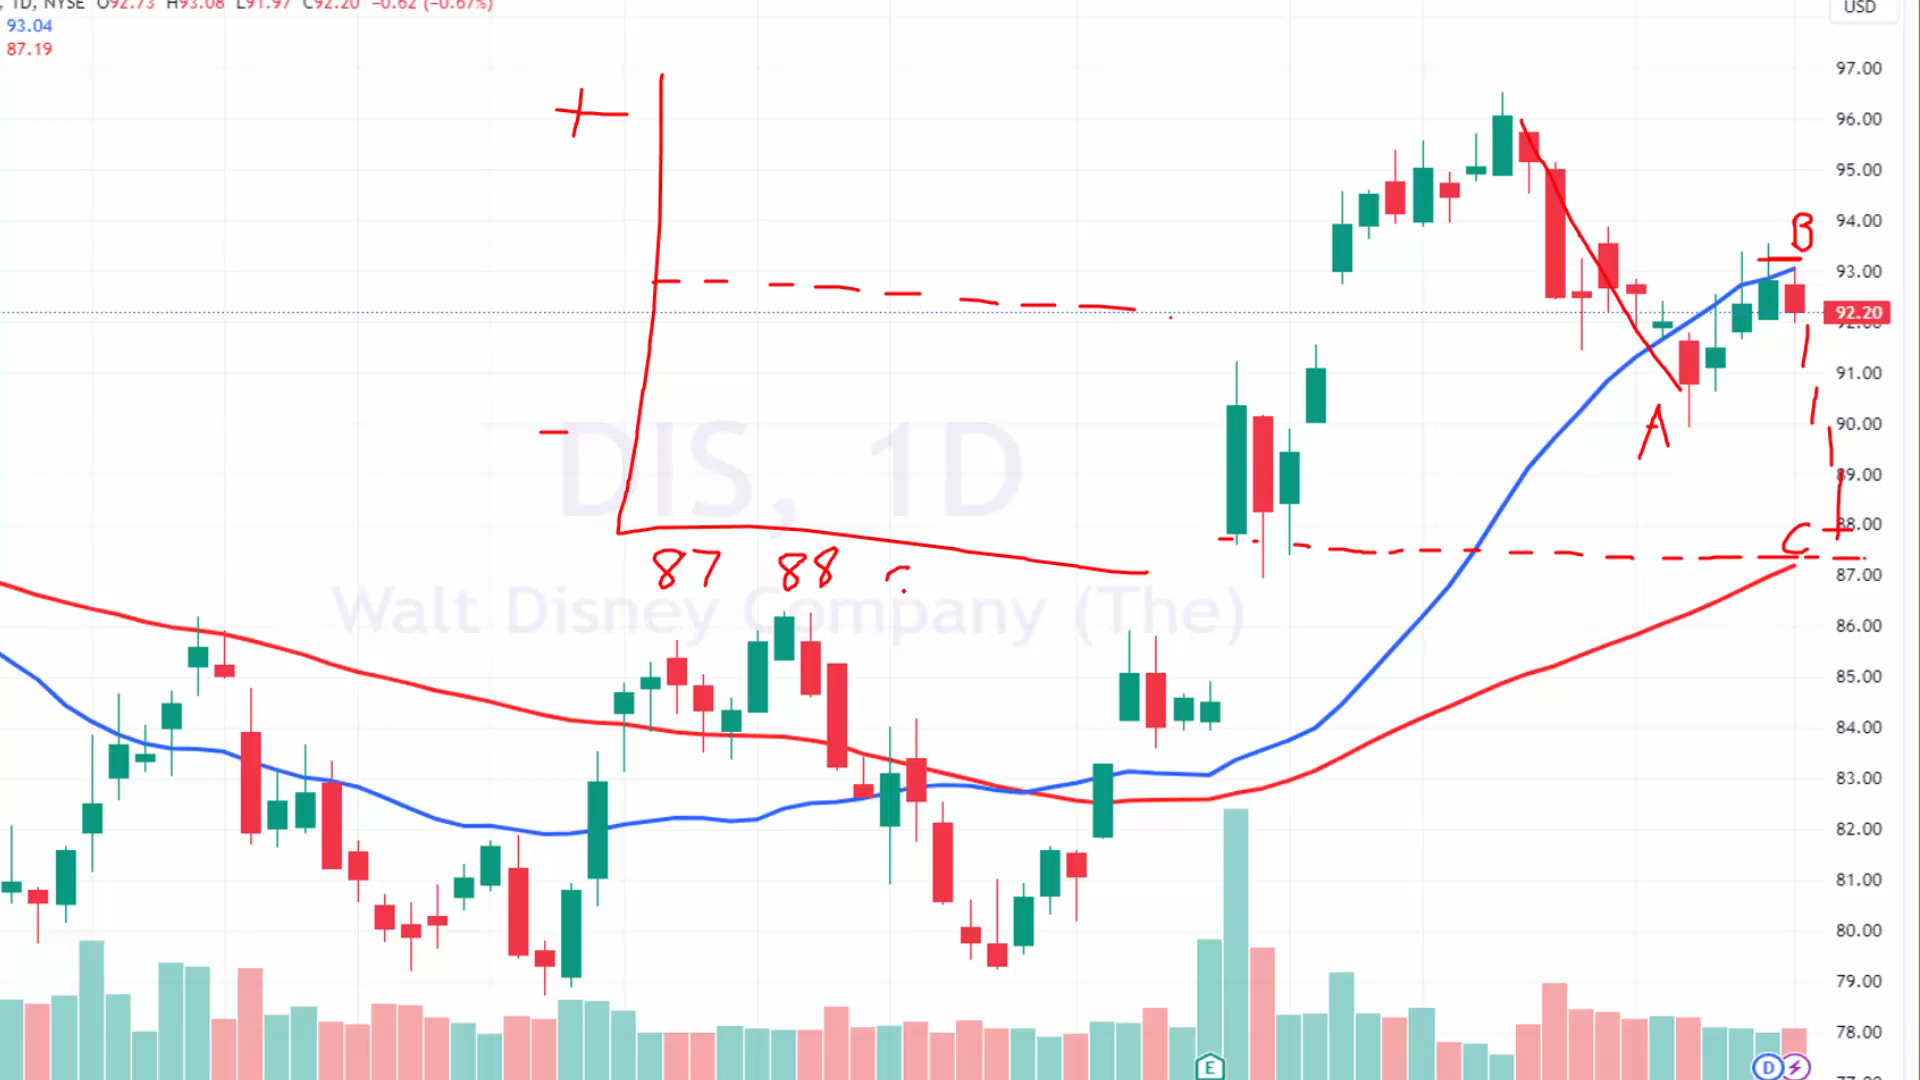 , 1D, NYSE O92.73 H93.08 L91.97 C92.20 −0.62 (−0.67%)
93.04
87.19
USD
97.00
96.00
95.00
94.00
93.00
92.20
92.00
91.00
90.00
89.00
88.00
87.00
86.00
85.00
84.00
83.00
82.00
81.00
80.00
79.00
78.00
+
−
B
A
C
87 88 ?
DIS, 1D
Walt Disney Company (The)
E
D